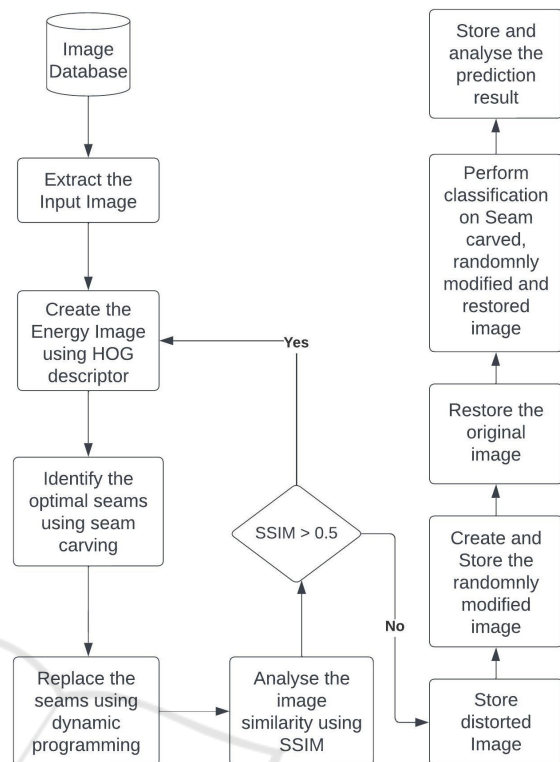 Image
Database
Extract the
Input Image
Create the
Energy Image
using HOG
descriptor
Identify the
optimal seams
using seam
carving
Replace the
seams using
dynamic
programming
Analyse the
image
similarity using
SSIM
SSIM > 0.5
Yes
No
Store
distorted
Image
Create and
Store the
randomnly
modified
image
Restore the
original
image
Perform
classification
on Seam
carved,
randomnly
modified and
restored
image
Store and
analyse the
prediction
result